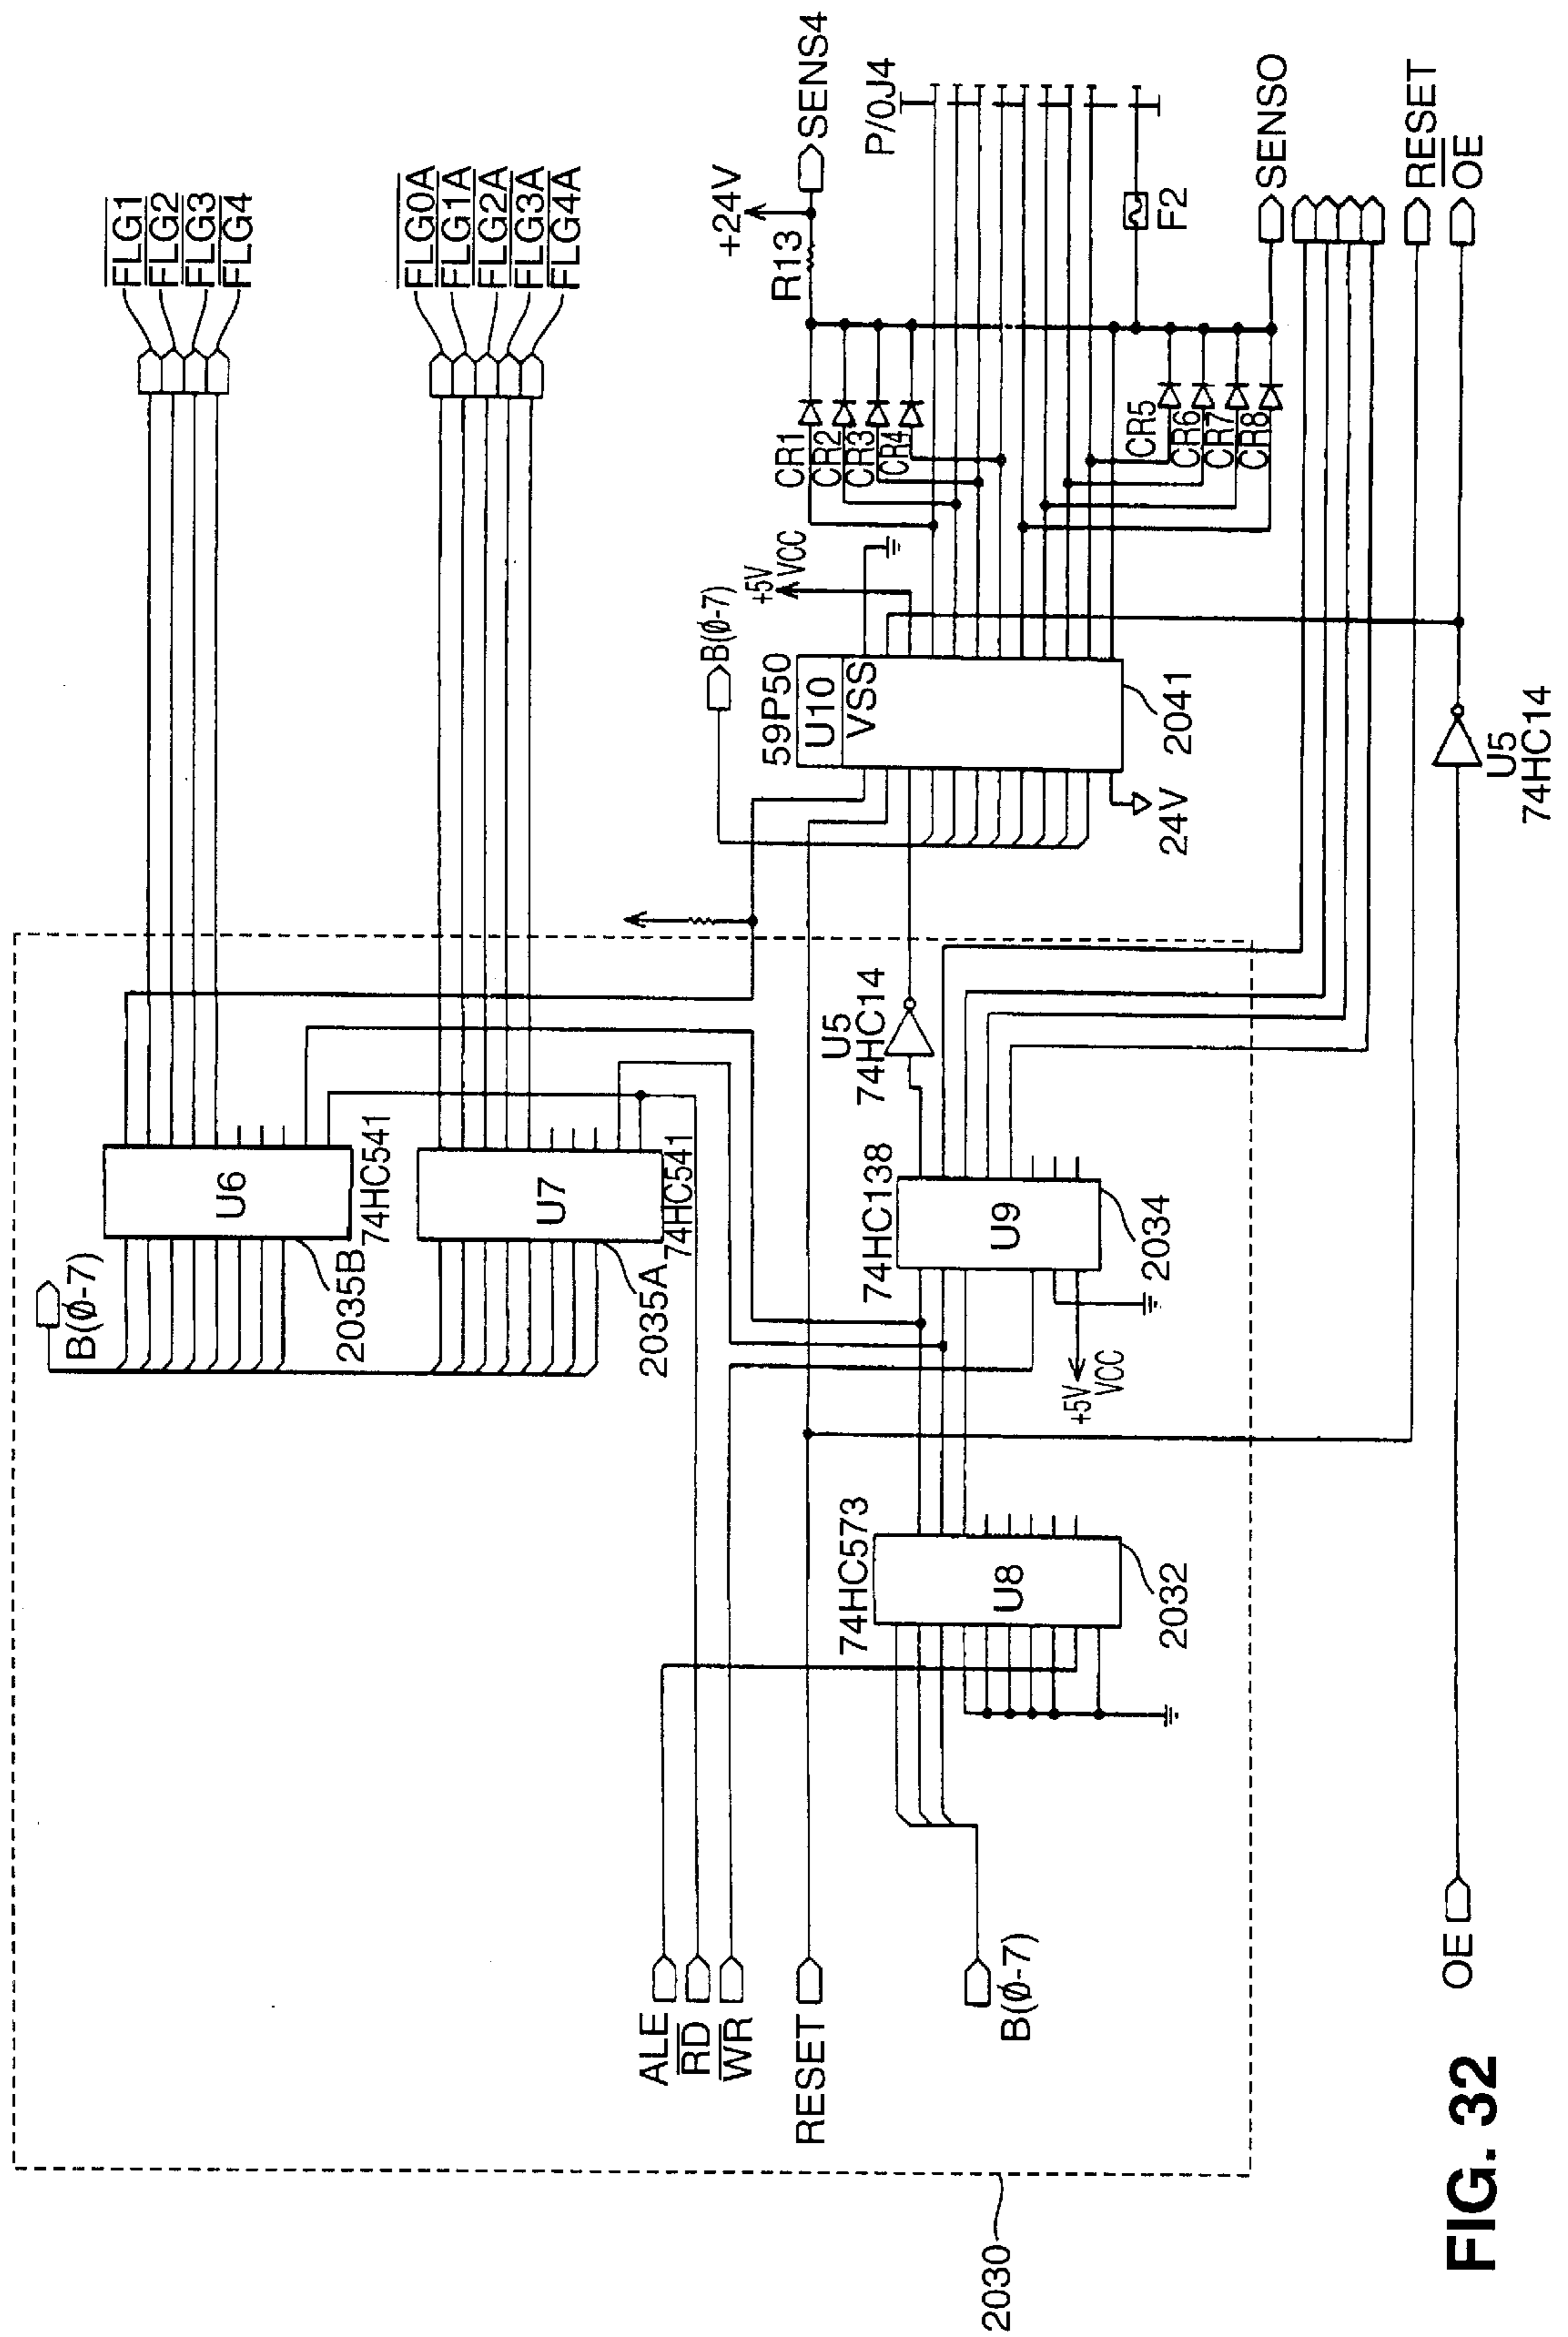 FLG1
FLG2
FLG3
FLG4
FLG0A
FLG1A
FLG2A
FLG3A
FLG4A
B(Ø-7)
U6
74HC541
2035B
U7
74HC541
2035A
ALE
RD
WR
RESET
B(Ø-7)
74HC573
U8
2032
74HC138
U9
2034
+5V
VCC
U5
74HC14
B(Ø-7)
59P50
U10
VSS
2041
24V
+5V
VCC
CR1
CR2
CR3
CR4
CR5
CR6
CR7
CR8
R13
+24V
SENS4
P/OJ4
F2
SENSO
RESET
OE
U5
74HC14
OE
2030
FIG. 32